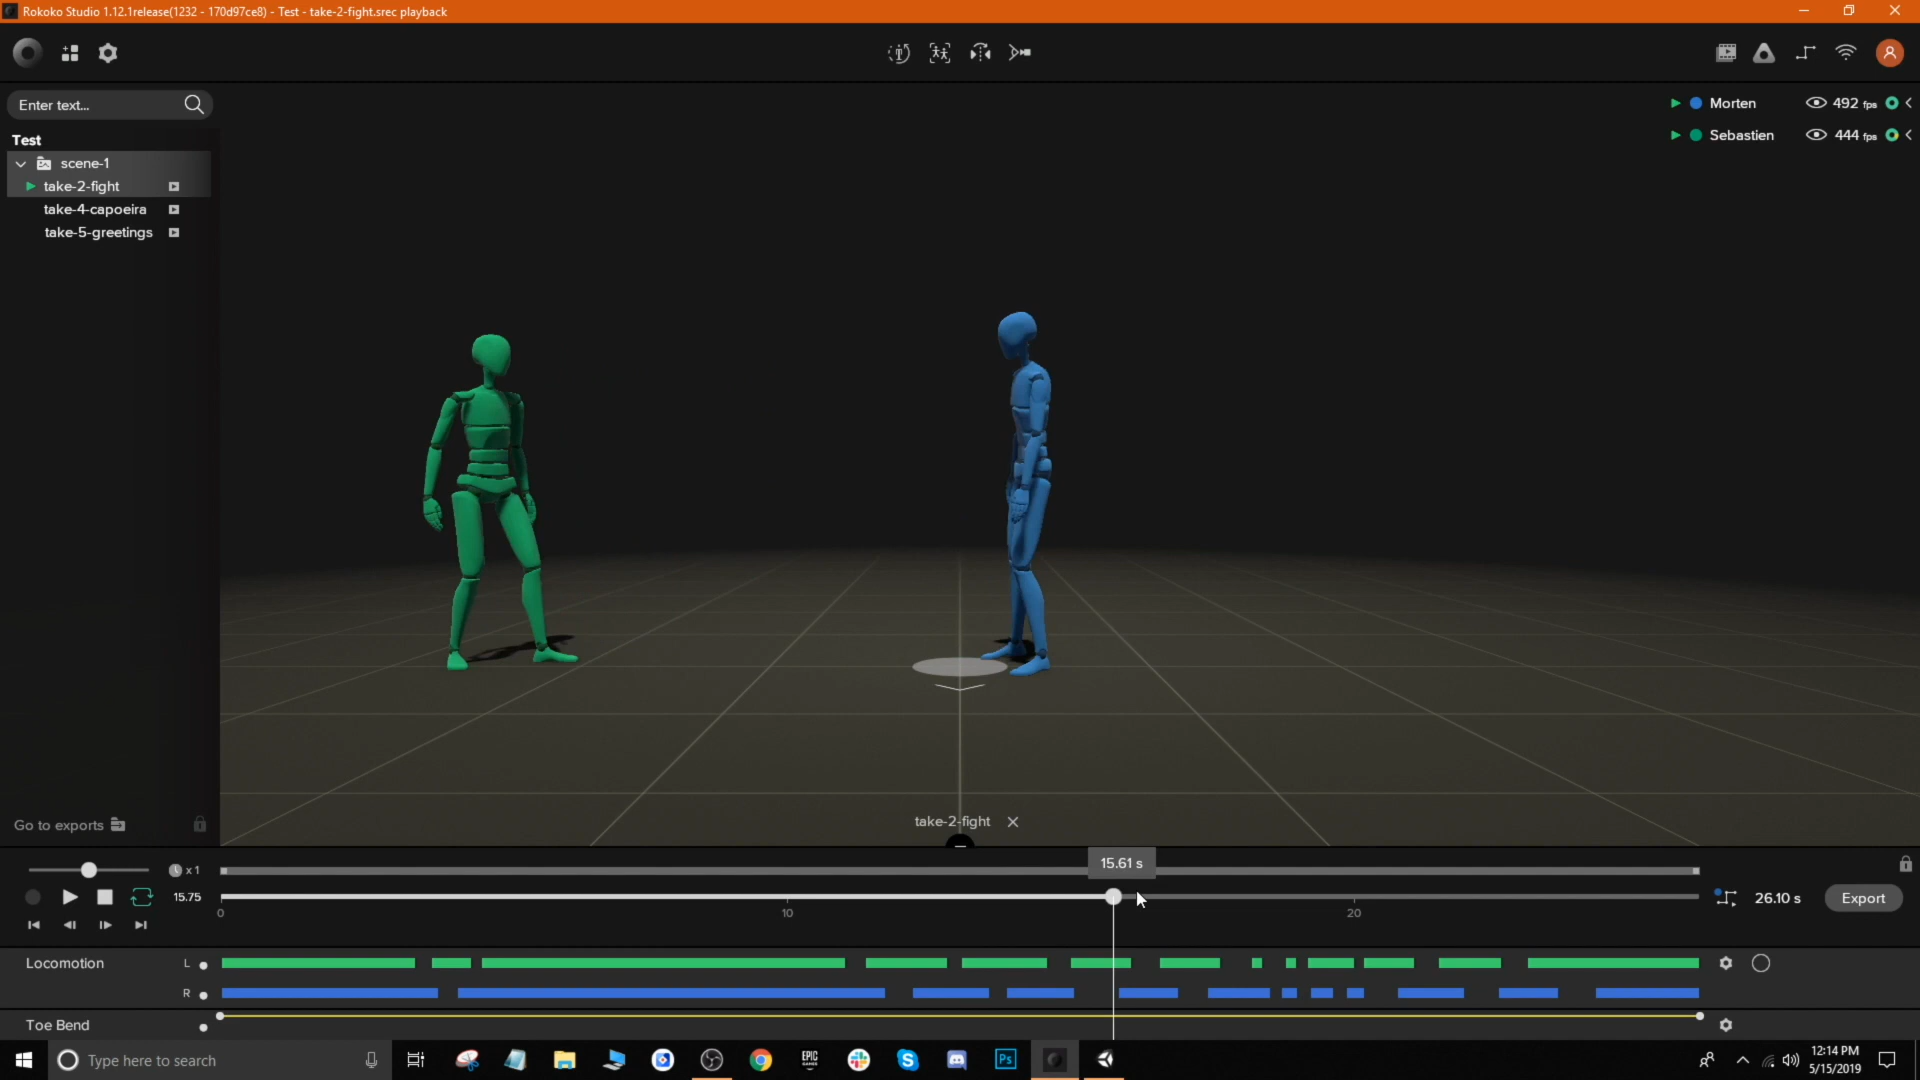 Rokoko Studio 1.12.1release(1232 - 170d97ce8) - Test - take-2-fight.srec playback
Enter text...
Morten 492 fps
Sebastien 444 fps
Test
scene-1
take-2-fight
take-4-capoeira
take-5-greetings
Go to exports
take-2-fight
15.61 s
x 1
15.75
26.10 s
Export
0 10 20
Locomotion L
R
Toe Bend
Type here to search
EPIC
GAMES
Ps
12:14 PM
5/15/2019